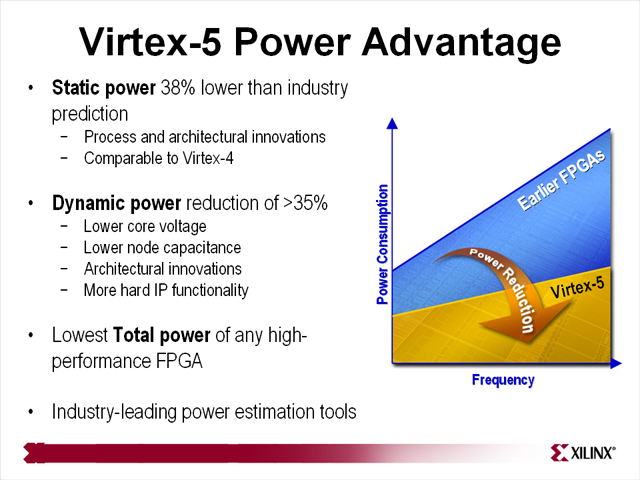 Virtex-5 Power Advantage
• Static power 38% lower than industry
prediction
– Process and architectural innovations
– Comparable to Virtex-4
• Dynamic power reduction of >35%
– Lower core voltage
– Lower node capacitance
– Architectural innovations
– More hard IP functionality
• Lowest Total power of any high-
performance FPGA
• Industry-leading power estimation tools
Power Consumption
Earlier FPGAs
Power Reduction
Virtex-5
Frequency
XILINX®